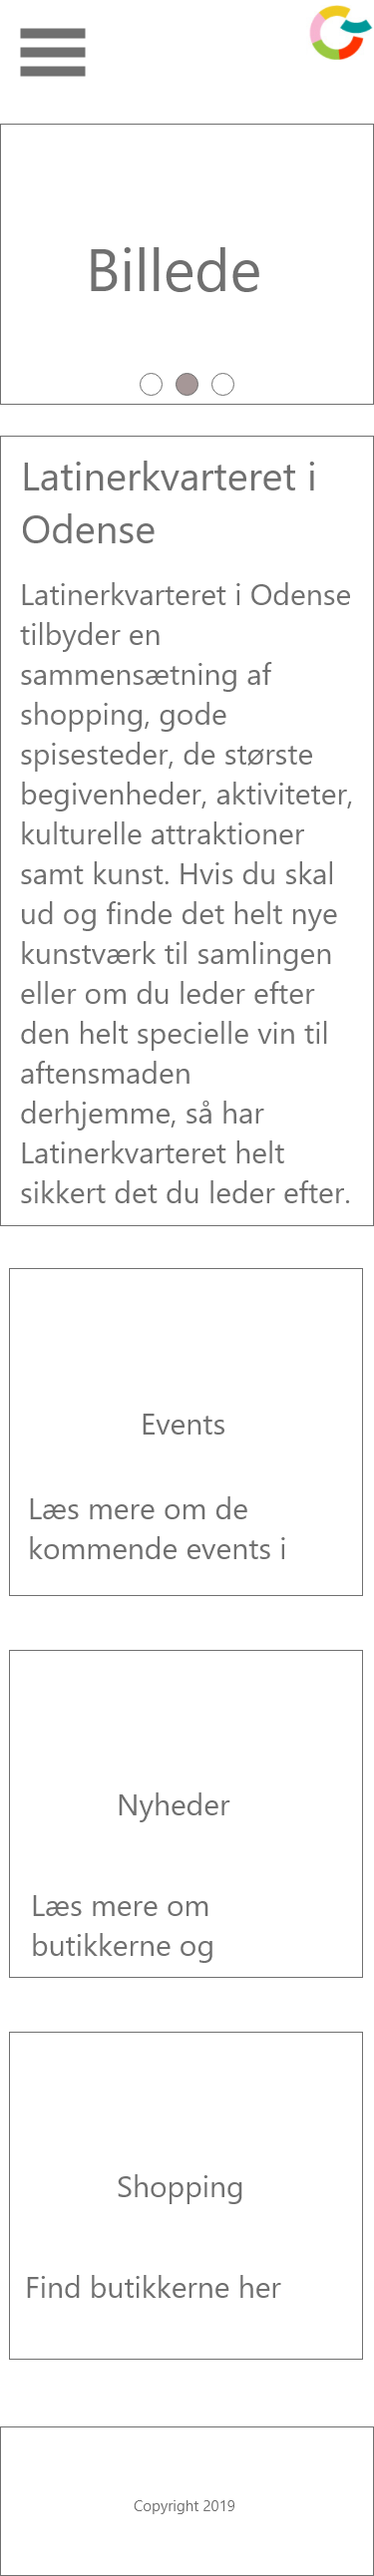 Billede
Latinerkvarteret i
Odense
Latinerkvarteret i Odense
tilbyder en
sammensætning af
shopping, gode
spisesteder, de største
begivenheder, aktiviteter,
kulturelle attraktioner
samt kunst. Hvis du skal
ud og finde det helt nye
kunstværk til samlingen
eller om du leder efter
den helt specielle vin til
aftensmaden
derhjemme, så har
Latinerkvarteret helt
sikkert det du leder efter.
Events
Læs mere om de
kommende events i
Nyheder
Læs mere om
butikkerne og
Shopping
Find butikkerne her
Copyright 2019